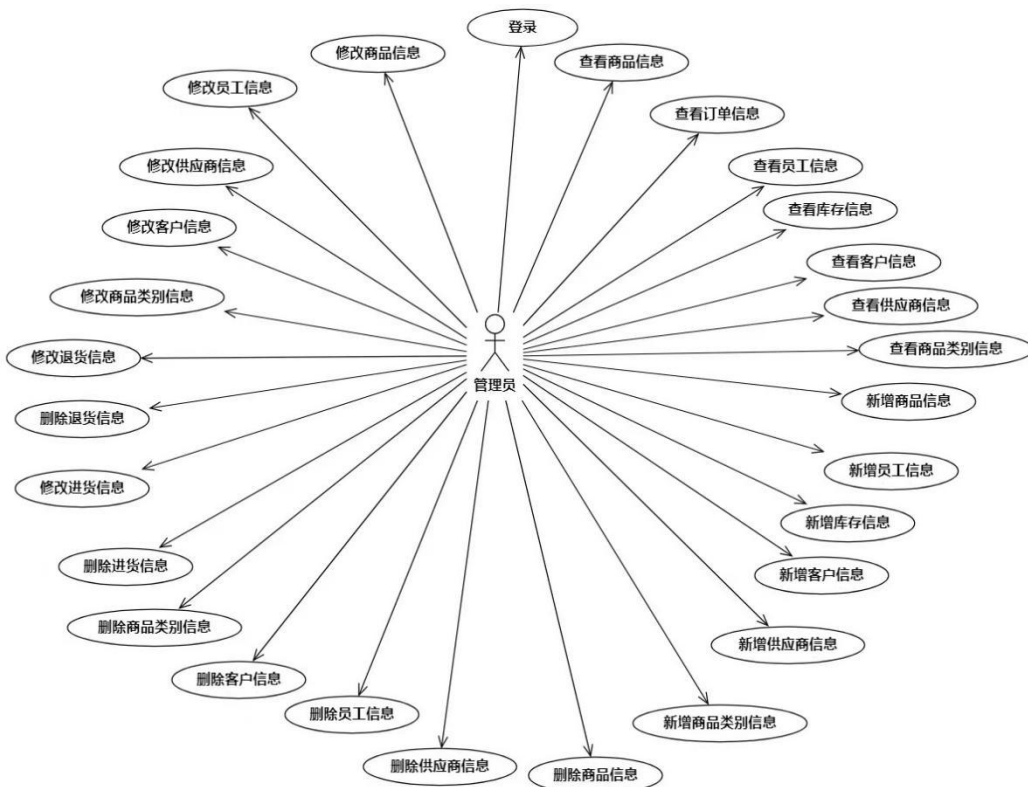 登录
修改商品信息
查看商品信息
修改员工信息
查看订单信息
修改供应商信息
查看员工信息
查看库存信息
修改客户信息
查看客户信息
修改商品类别信息
查看供应商信息
查看商品类别信息
修改退货信息
管理员
新增商品信息
删除退货信息
新增员工信息
修改进货信息
新增库存信息
删除进货信息
新增客户信息
删除商品类别信息
新增供应商信息
删除客户信息
删除员工信息
新增商品类别信息
删除供应商信息
删除商品信息